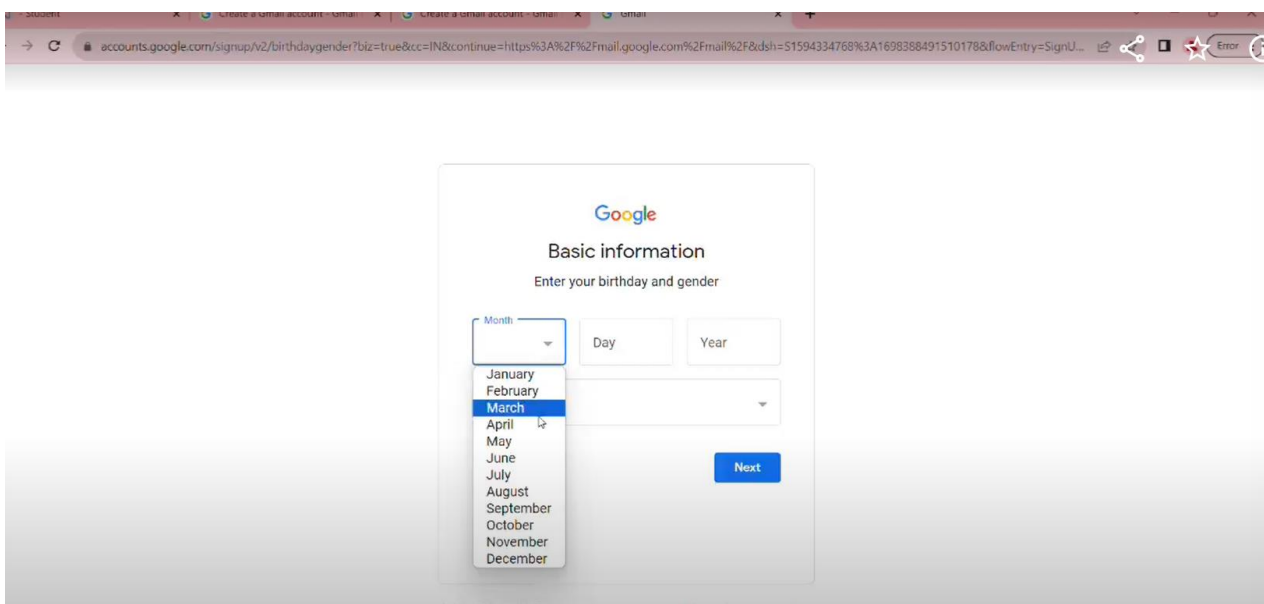 - Student
Create a Gmail account - Gmail
Create a Gmail account - Gmail
Gmail
accounts.google.com/signup/v2/birthdaygender?biz=true&cc=IN&continue=https%3A%2F%2Fmail.google.com%2Fmail%2F&dsh=S1594334768%3A1698388491510178&flowEntry=SignU...
Error
Google
Basic information
Enter your birthday and gender
Month
Day
Year
January
February
March
April
May
June
July
August
September
October
November
December
Next